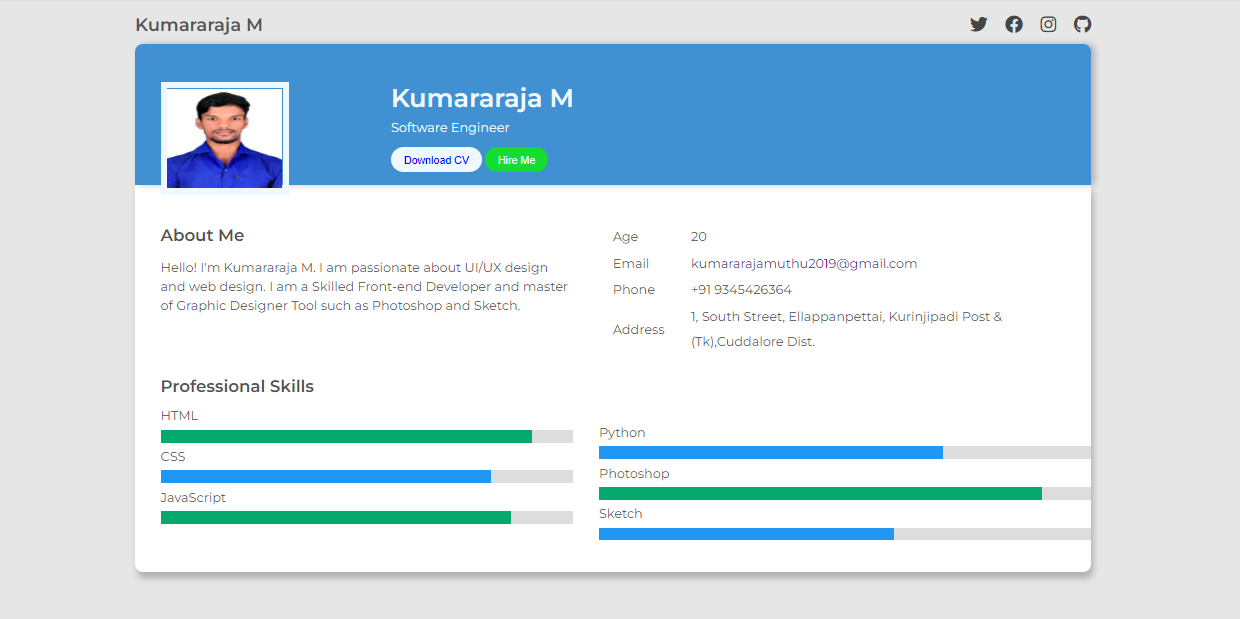 Kumararaja M
Kumararaja M
Software Engineer
Download CV
Hire Me
About Me
Hello! I'm Kumararaja M. I am passionate about UI/UX design
and web design. I am a Skilled Front-end Developer and master
of Graphic Designer Tool such as Photoshop and Sketch.
Age 20
Email kumararajamuthu2019@gmail.com
Phone +91 9345426364
Address 1, South Street, Ellappanpettai, Kurinjipadi Post &
(Tk),Cuddalore Dist.
Professional Skills
HTML
CSS
JavaScript
Python
Photoshop
Sketch